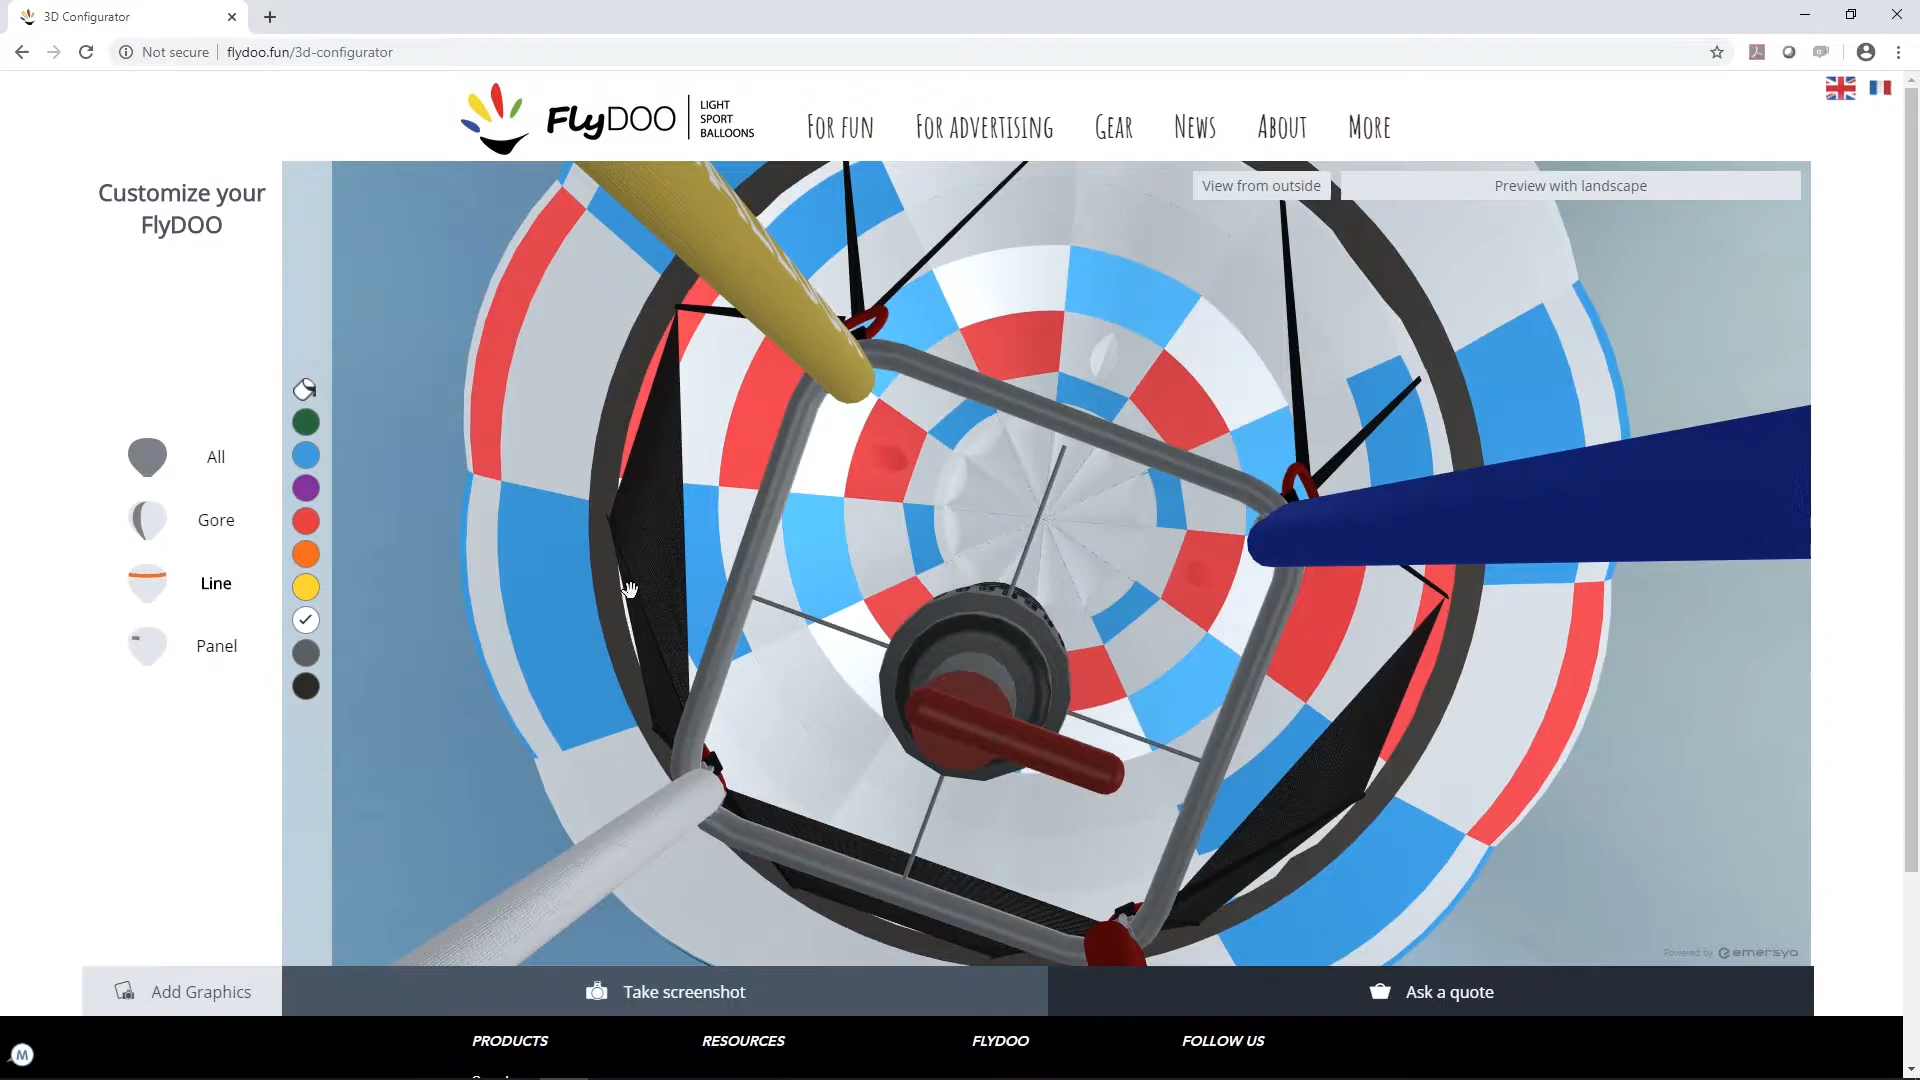 3D Configurator
Not secure
flydoo.fun/3d-configurator
FlyDOO
LIGHT
SPORT
BALLOONS
FOR FUN
FOR ADVERTISING
GEAR
NEWS
ABOUT
MORE
Customize your
FlyDOO
View from outside
Preview with landscape
All
Gore
Line
Panel
Powered by emersya
Add Graphics
Take screenshot
Ask a quote
PRODUCTS
RESOURCES
FLYDOO
FOLLOW US
M